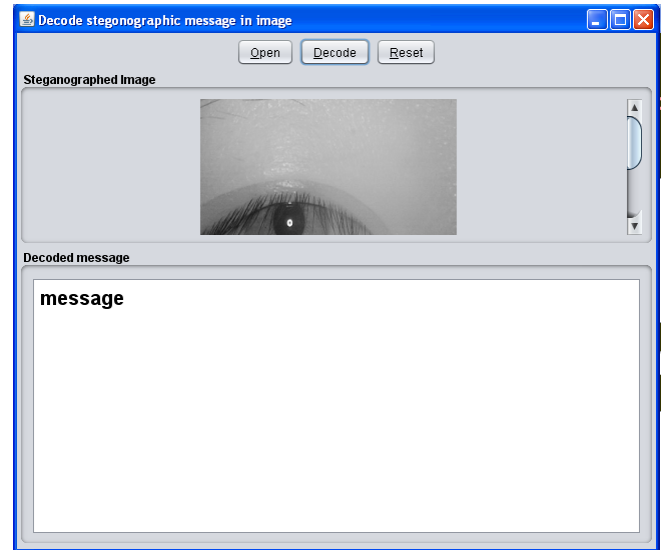 Decode stegonographic message in image
Open Decode Reset
Steganographed Image
Decoded message
message